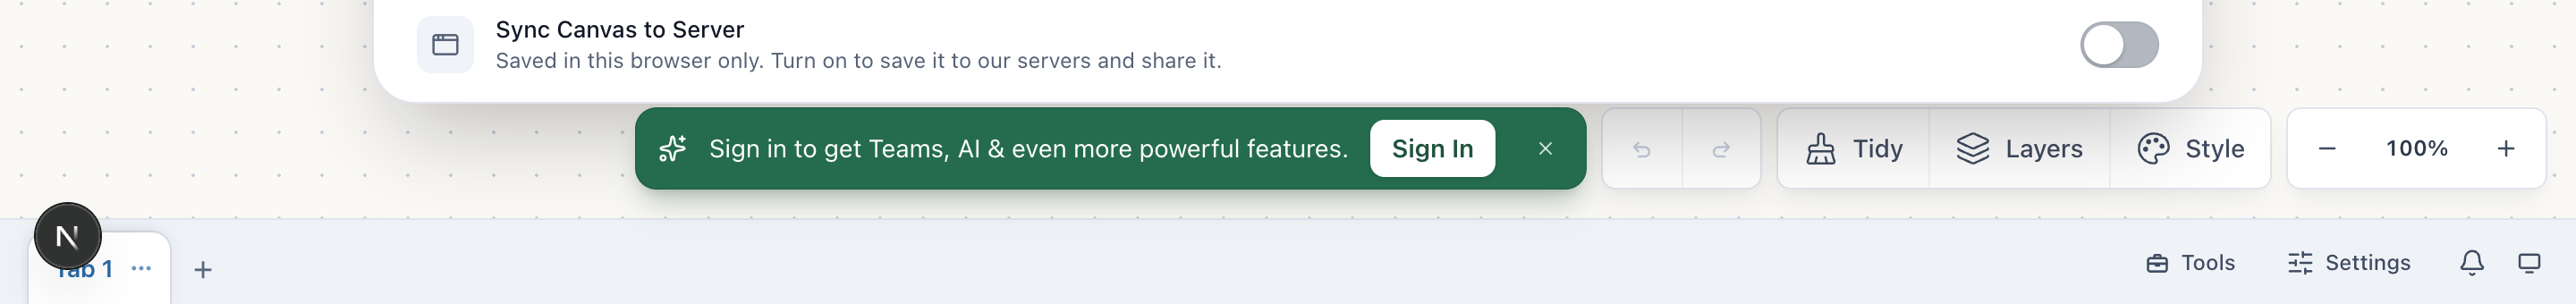 Sync Canvas to Server
Saved in this browser only. Turn on to save it to our servers and share it.
Sign in to get Teams, AI & even more powerful features.
Sign In
Tidy
Layers
Style
100%
N
Tab 1
Tools
Settings